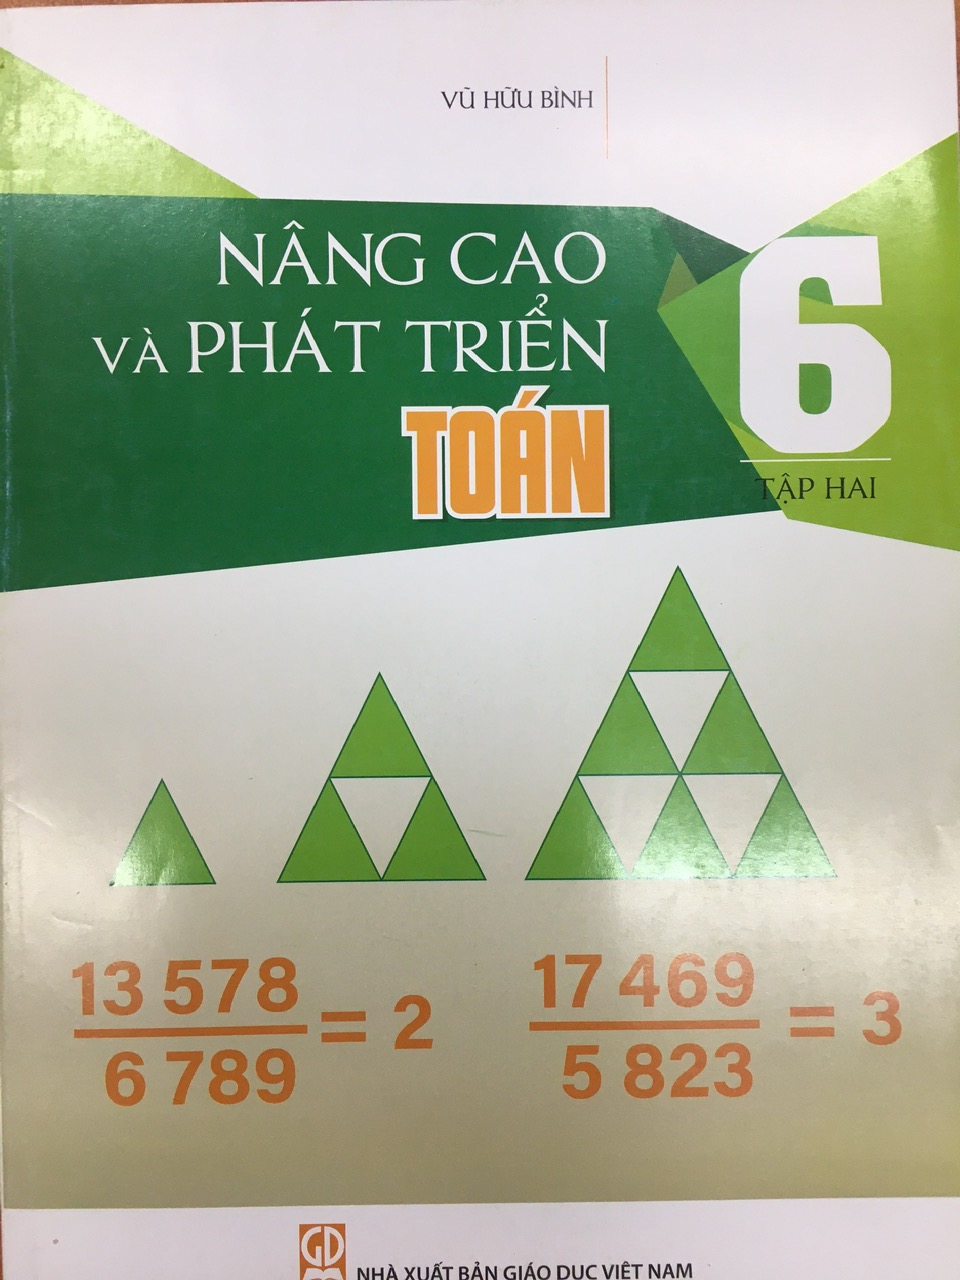 VŨ HỮU BÌNH
NÂNG CAO
VÀ PHÁT TRIỂN
TOÁN
6
TẬP HAI
13 578
6 789
= 2
17 469
5 823
= 3
GD
NHÀ XUẤT BẢN GIÁO DỤC VIỆT NAM